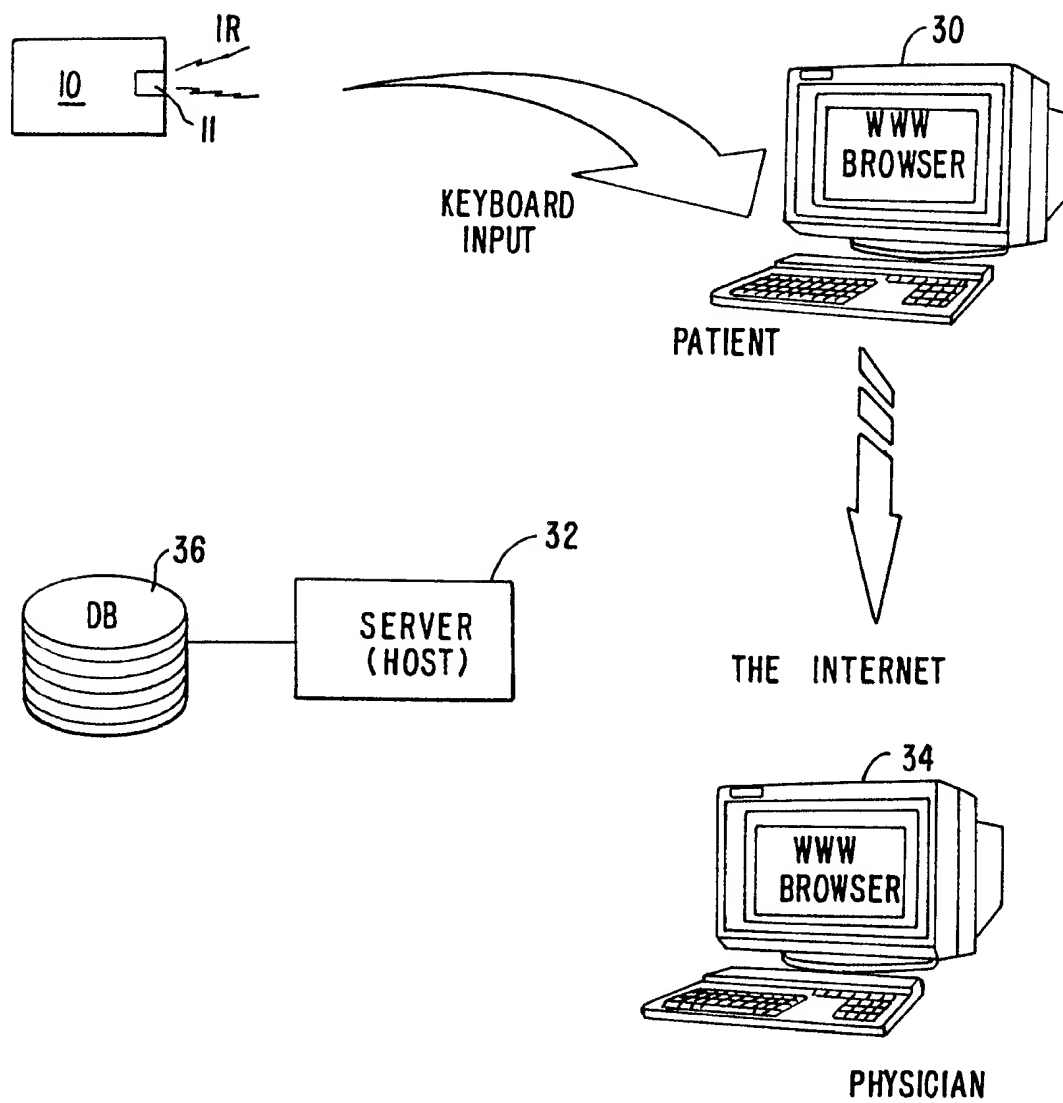 IR
10
11
KEYBOARD
INPUT
30
WWW
BROWSER
PATIENT
36
DB
32
SERVER
(HOST)
THE INTERNET
34
WWW
BROWSER
PHYSICIAN